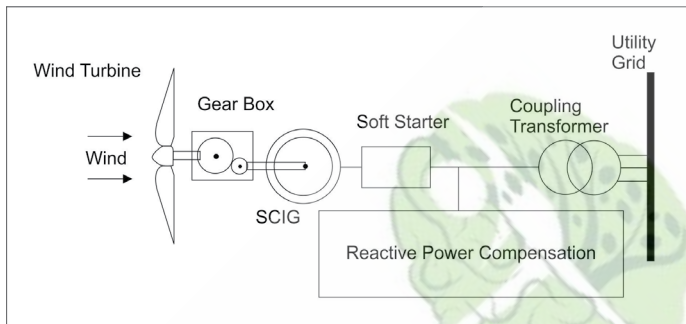 Utility
Grid
Wind Turbine
Gear Box
Coupling
Transformer
Soft Starter
Wind
SCIG
Reactive Power Compensation